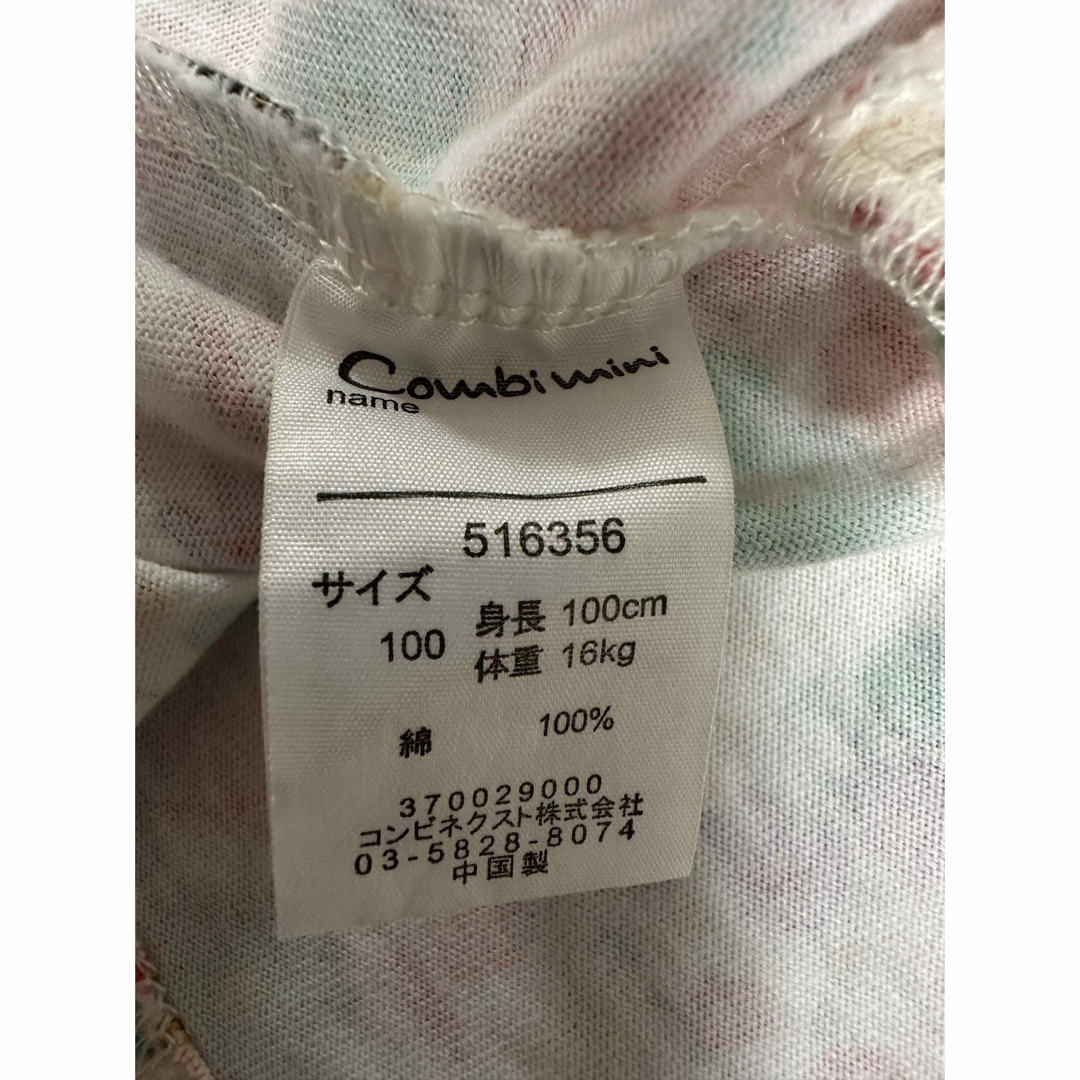 Combi mini
name
516356
サイズ
100
身長 100cm
体重 16kg
綿 100%
370029000
コンビネクスト株式会社
03-5828-8074
中国製